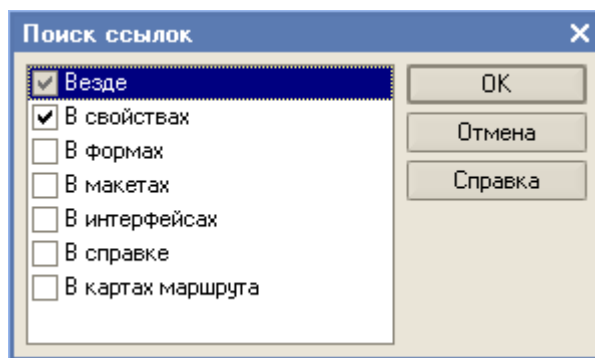 Поиск ссылок
Везде
В свойствах
В формах
В макетах
В интерфейсах
В справке
В картах маршрута
OK
Отмена
Справка